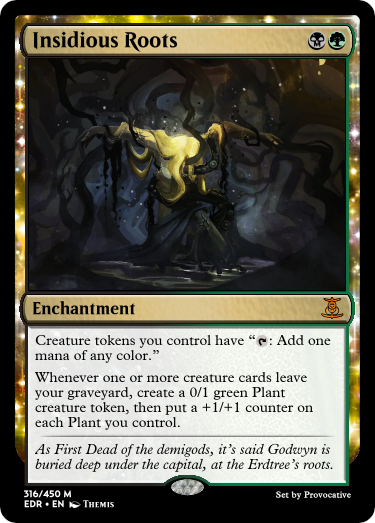 Insidious Roots
Enchantment
Creature tokens you control have “: Add one
mana of any color.”
Whenever one or more creature cards leave
your graveyard, create a 0/1 green Plant
creature token, then put a +1/+1 counter on
each Plant you control.
As First Dead of the demigods, it’s said Godwyn is
buried deep under the capital, at the Erdtree’s roots.
316/450 M
EDR • EN Themis
Set by Provocative